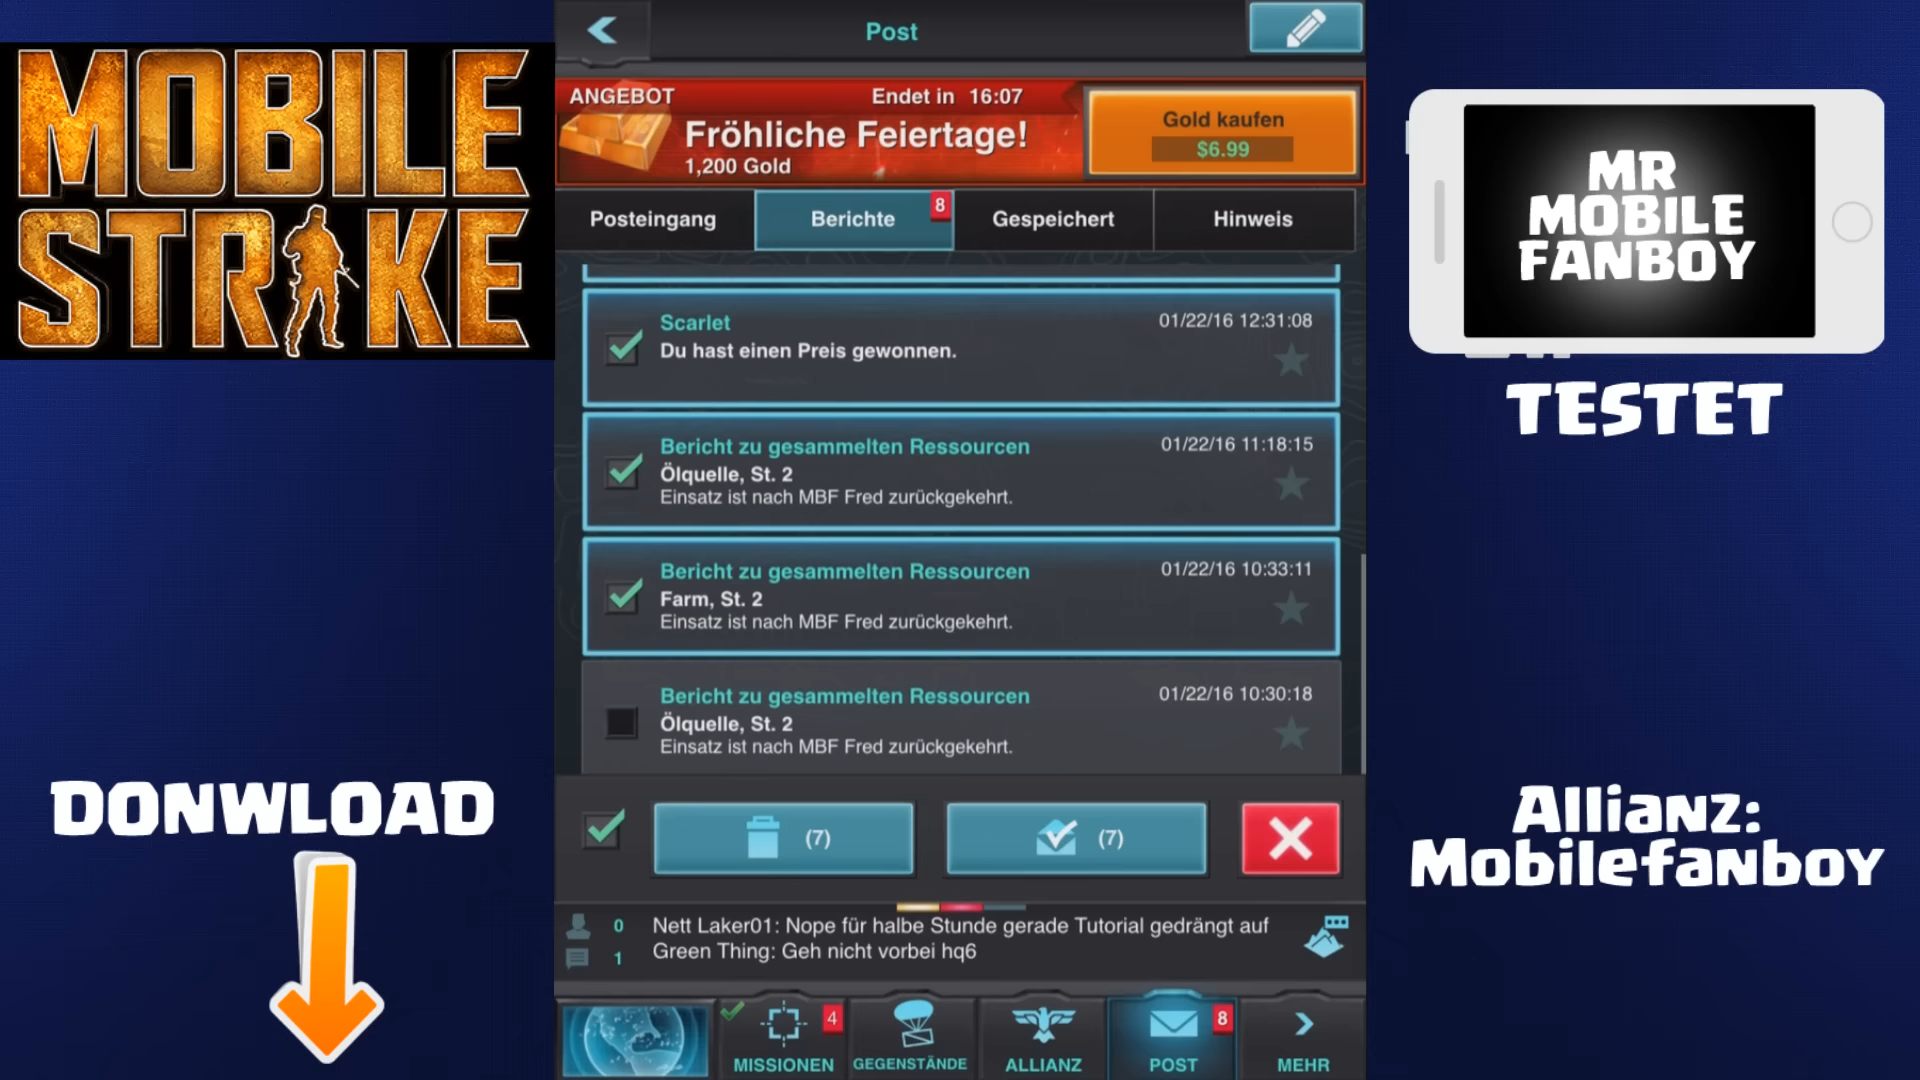 MOBILE
STRIKE
Post
ANGEBOT
Endet in 16:07
Fröhliche Feiertage!
1,200 Gold
Gold kaufen
$6.99
Posteingang
Berichte
8
Gespeichert
Hinweis
Scarlet
01/22/16 12:31:08
Du hast einen Preis gewonnen.
Bericht zu gesammelten Ressourcen
01/22/16 11:18:15
Ölquelle, St. 2
Einsatz ist nach MBF Fred zurückgekehrt.
Bericht zu gesammelten Ressourcen
01/22/16 10:33:11
Farm, St. 2
Einsatz ist nach MBF Fred zurückgekehrt.
Bericht zu gesammelten Ressourcen
01/22/16 10:30:18
Ölquelle, St. 2
Einsatz ist nach MBF Fred zurückgekehrt.
(7)
(7)
0
Nett Laker01: Nope für halbe Stunde gerade Tutorial gedrängt auf
1
Green Thing: Geh nicht vorbei hq6
4
MISSIONEN
GEGENSTÄNDE
ALLIANZ
8
POST
MEHR
MR
MOBILE
FANBOY
TESTET
DONWLOAD
Allianz:
Mobilefanboy